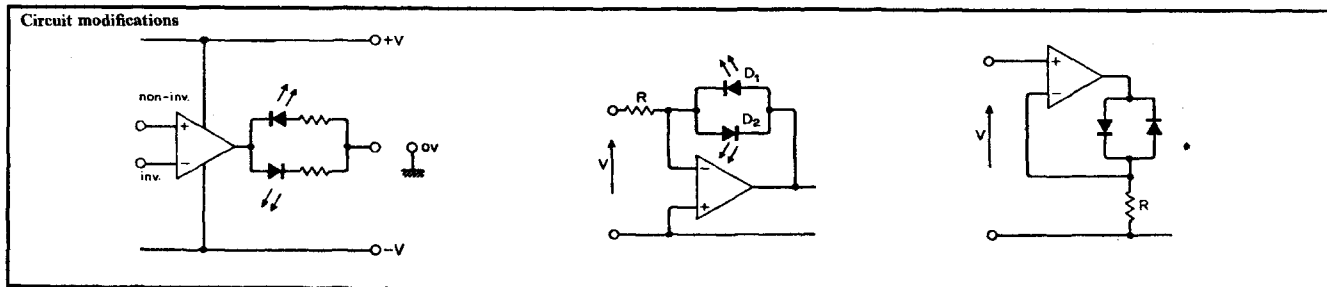 Circuit modifications
+V
non-inv.
+
−
inv.
0V
−V
R
D1
D2
V
−
+
V
+
−
R